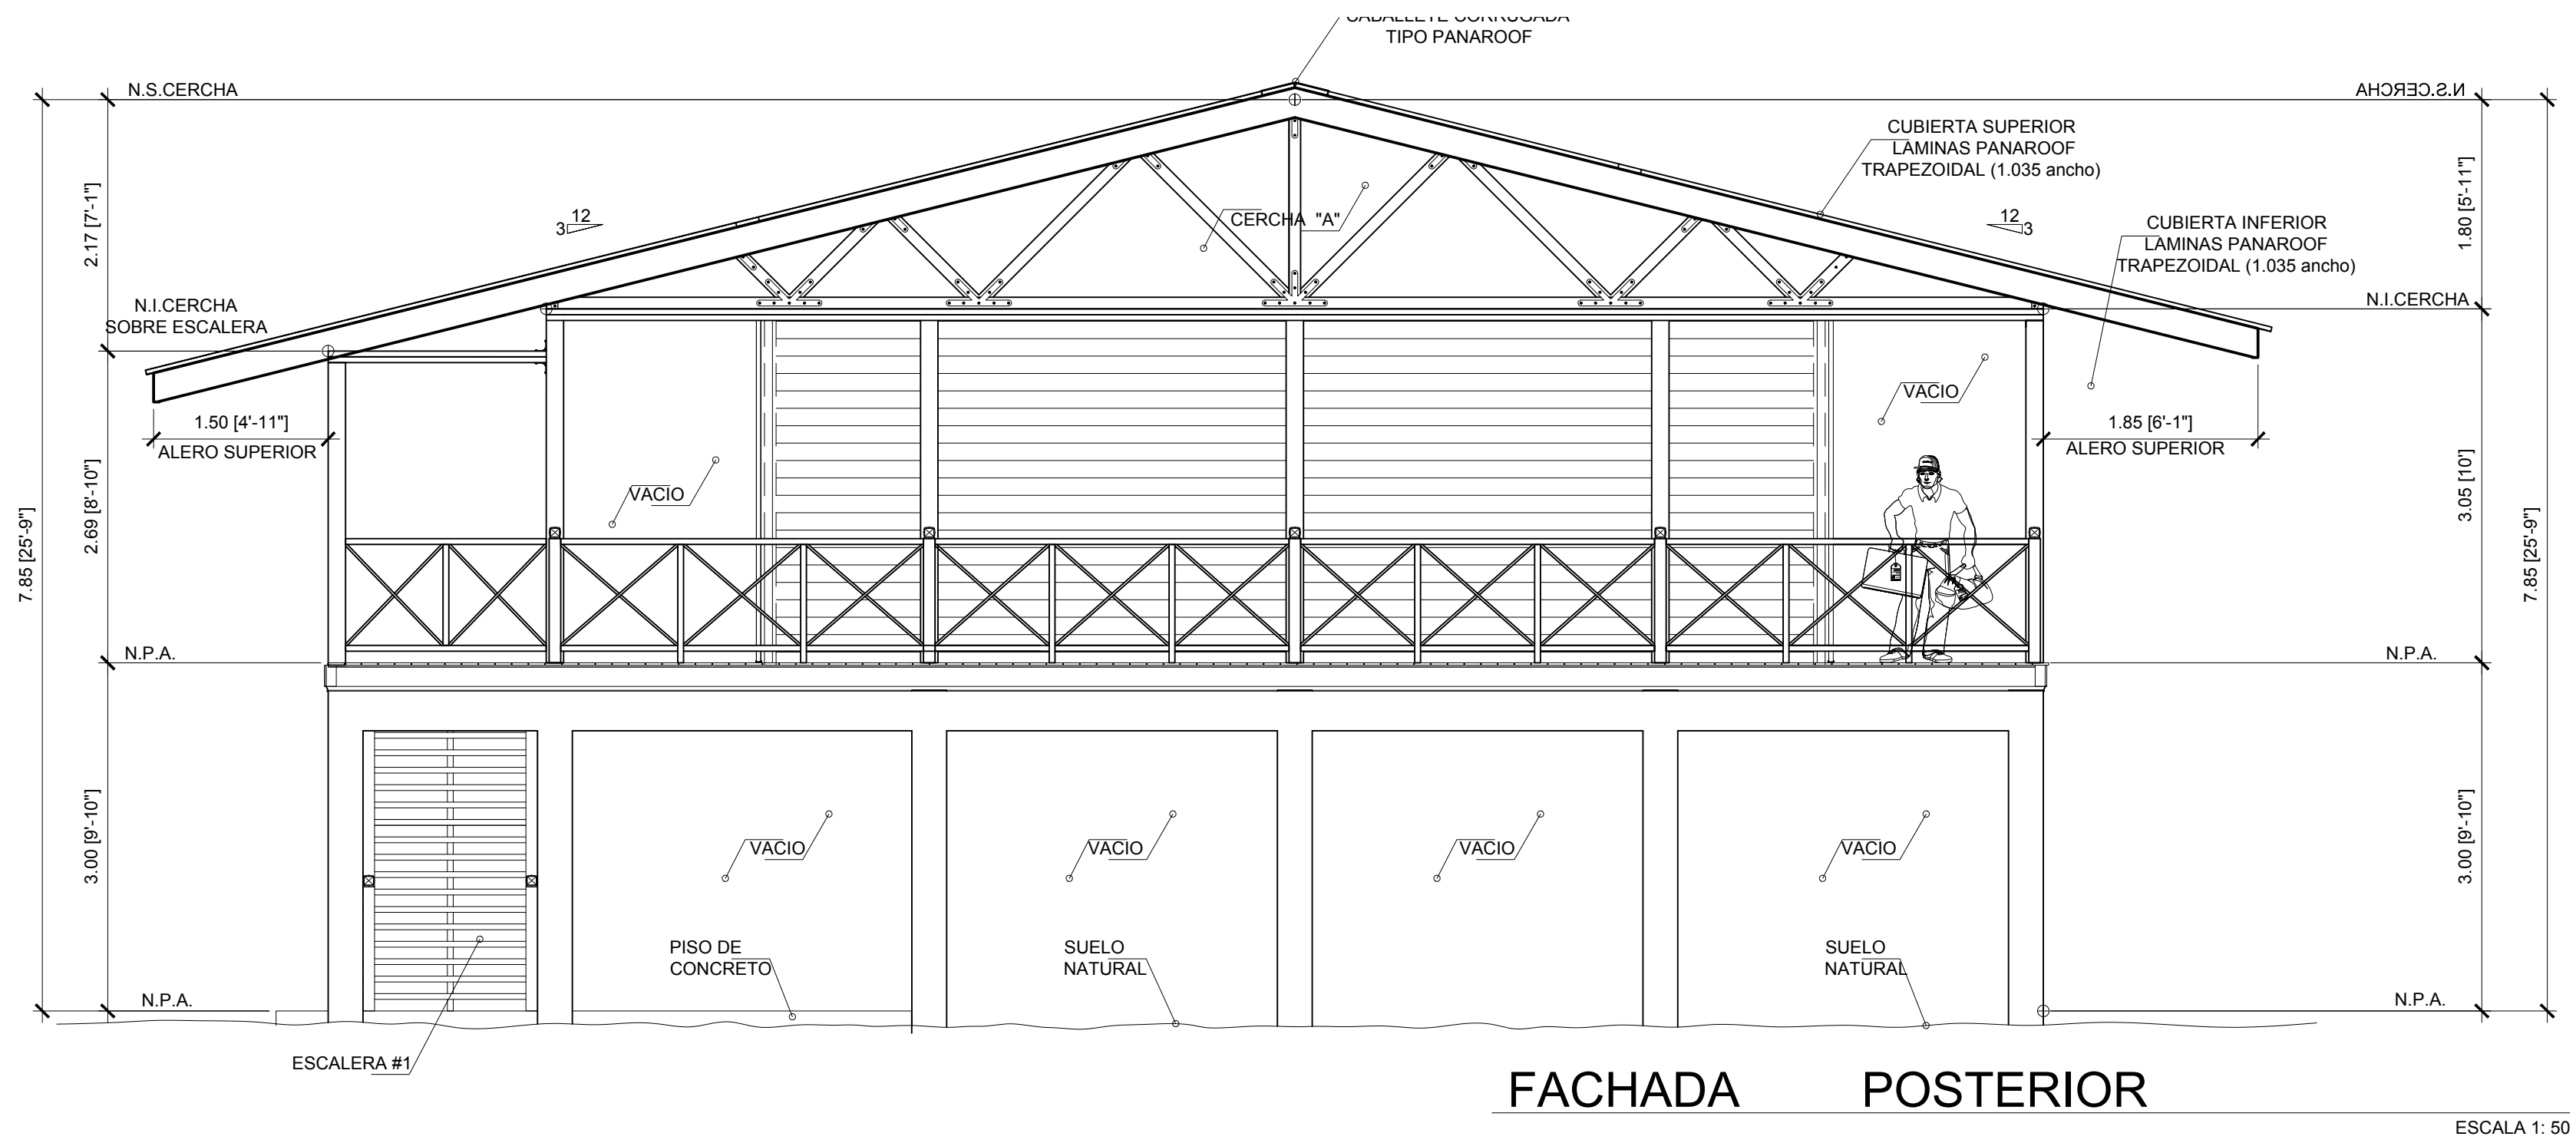 CABALLETE CORRUGADA
TIPO PANAROOF
N.S.CERCHA
N.S.CERCHA
CUBIERTA SUPERIOR
LAMINAS PANAROOF
TRAPEZOIDAL (1.035 ancho)
2.17 [7'-1"]
12
3
CERCHA "A"
12
3
CUBIERTA INFERIOR
LAMINAS PANAROOF
TRAPEZOIDAL (1.035 ancho)
1.80 [5'-11"]
N.I.CERCHA
SOBRE ESCALERA
N.I.CERCHA
1.50 [4'-11"]
ALERO SUPERIOR
VACIO
VACIO
1.85 [6'-1"]
ALERO SUPERIOR
7.85 [25'-9"]
2.69 [8'-10"]
3.05 [10']
7.85 [25'-9"]
N.P.A.
N.P.A.
3.00 [9'-10"]
VACIO
VACIO
VACIO
VACIO
3.00 [9'-10"]
PISO DE
CONCRETO
SUELO
NATURAL
SUELO
NATURAL
N.P.A.
N.P.A.
ESCALERA #1
FACHADA POSTERIOR
ESCALA 1: 50